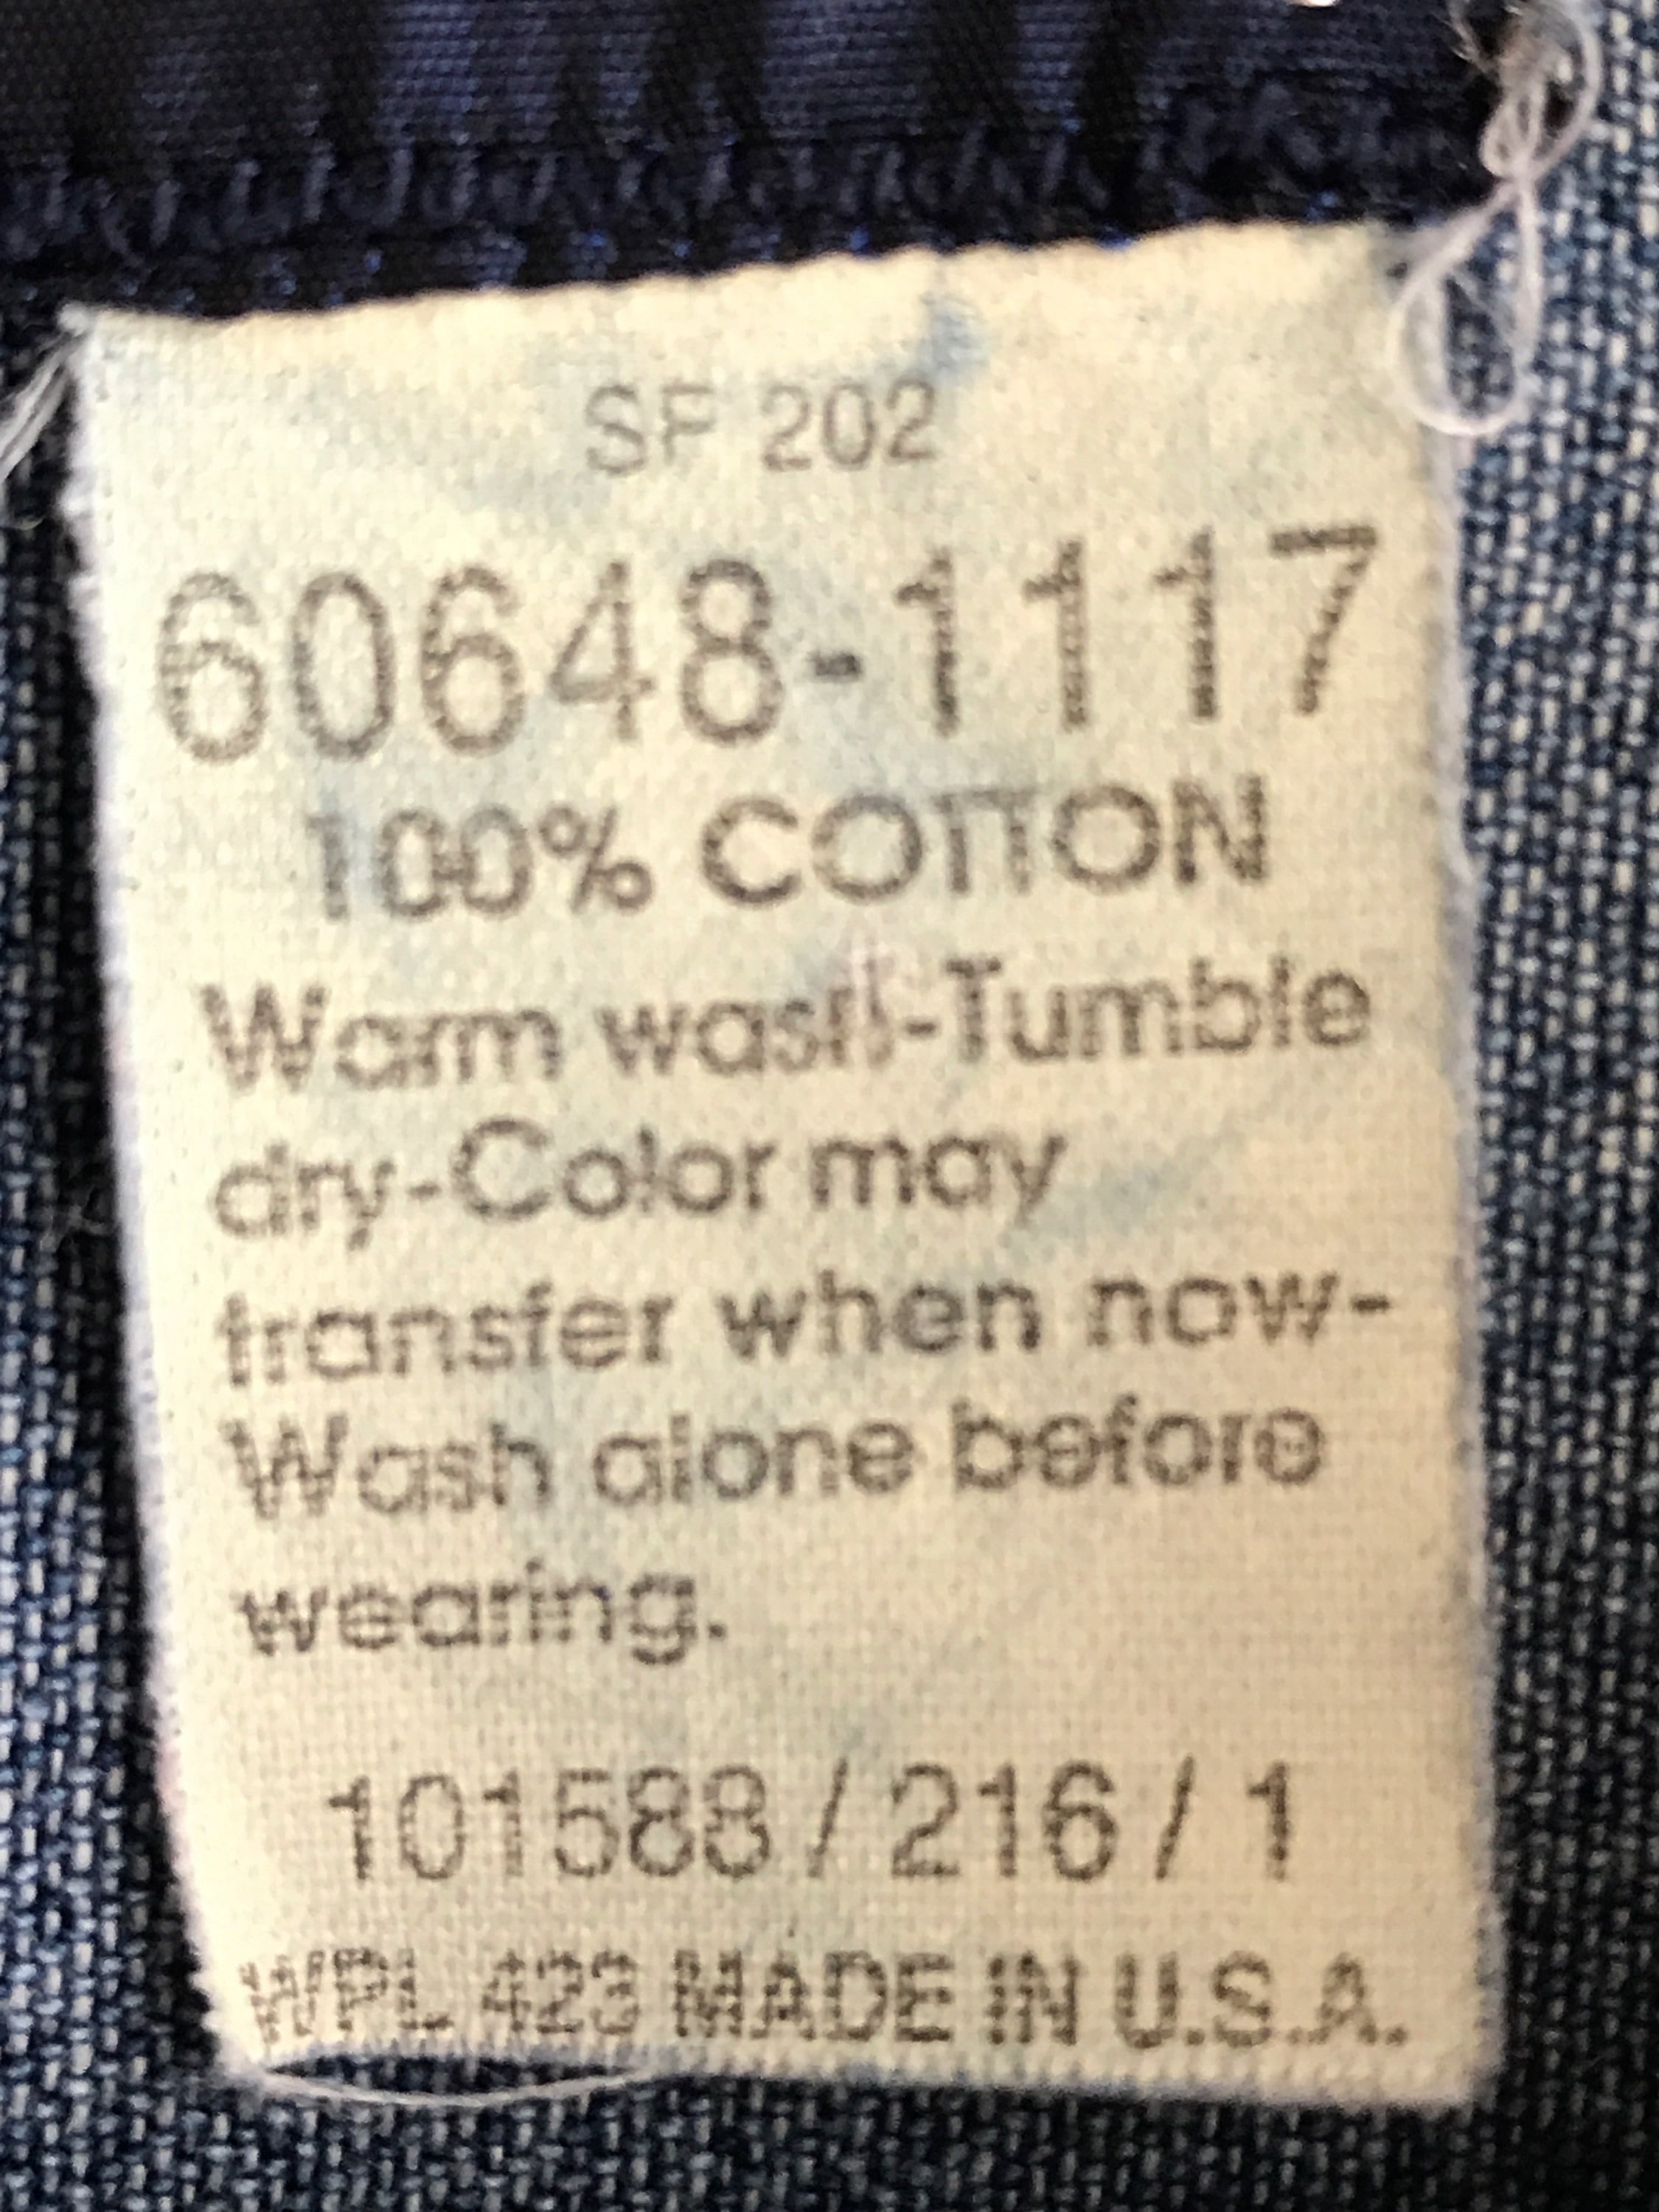 SF 202
60648-1117
100% COTTON
Warm wash-Tumble
dry-Color may
transfer when now-
Wash alone before
wearing.
101588 / 216 / 1
WPL 423 MADE IN U.S.A.